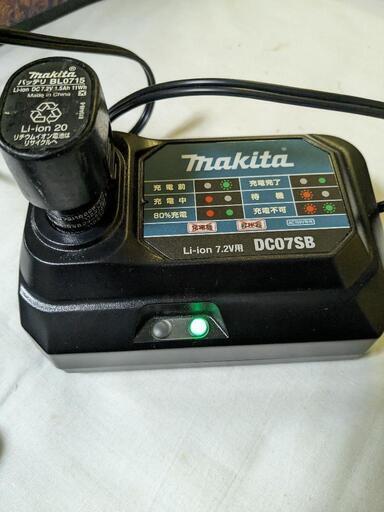 makita
バッテリ BL0715
Li-ion DC 7.2V 1.5Ah 11Wh
Made in China
Li-ion 20
リチウムイオン電池は
リサイクルへ
makita
充電前
充電完了
充電中
待機
80%充電
充電不可
Li-ion 7.2V用 DC07SB